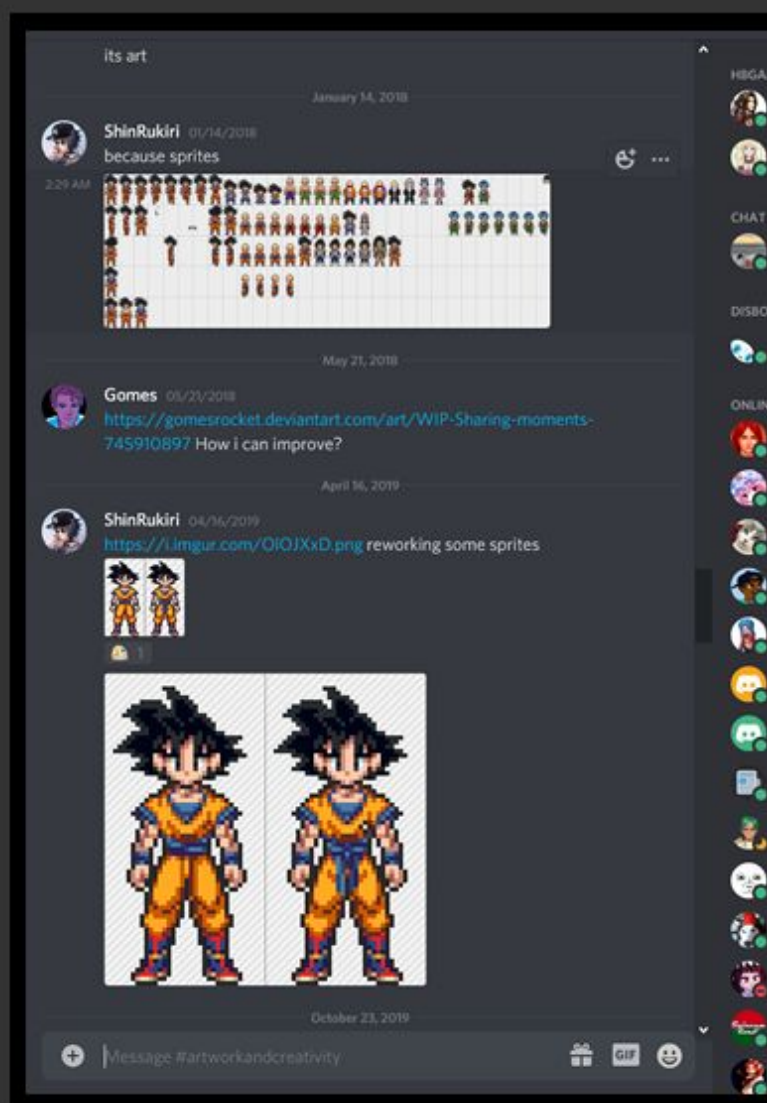 its art
January 14, 2018
ShinRukiri 01/14/2018
because sprites
2:29 AM
May 21, 2018
Gomes 05/21/2018
https://gomesrocket.deviantart.com/art/WIP-Sharing-moments-
745910897 How i can improve?
April 16, 2019
ShinRukiri 04/16/2019
https://i.imgur.com/OIOJXxD.png reworking some sprites
1
October 23, 2019
Message #artworkandcreativity
GIF
HBGA
CHAT
DISBO
ONLIN